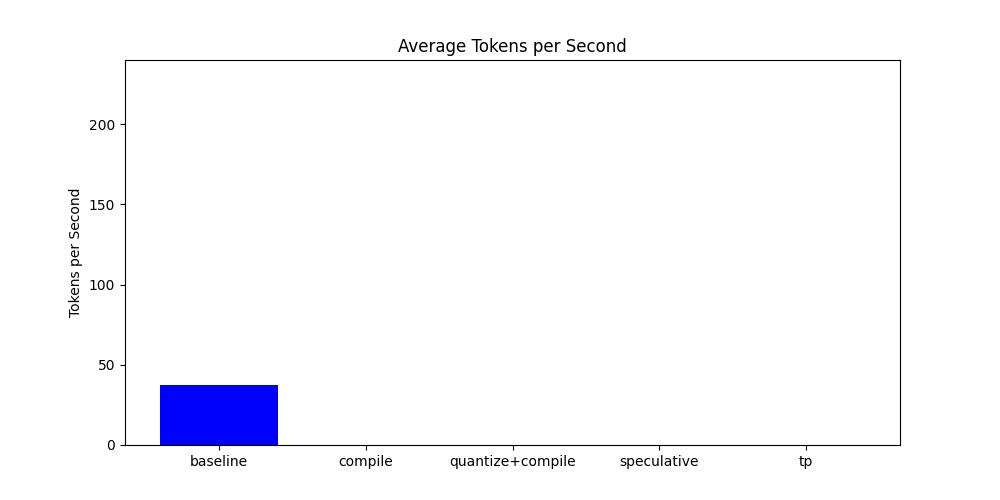 Average Tokens per Second
Tokens per Second
200
150
100
50
0
baseline compile quantize+compile speculative tp